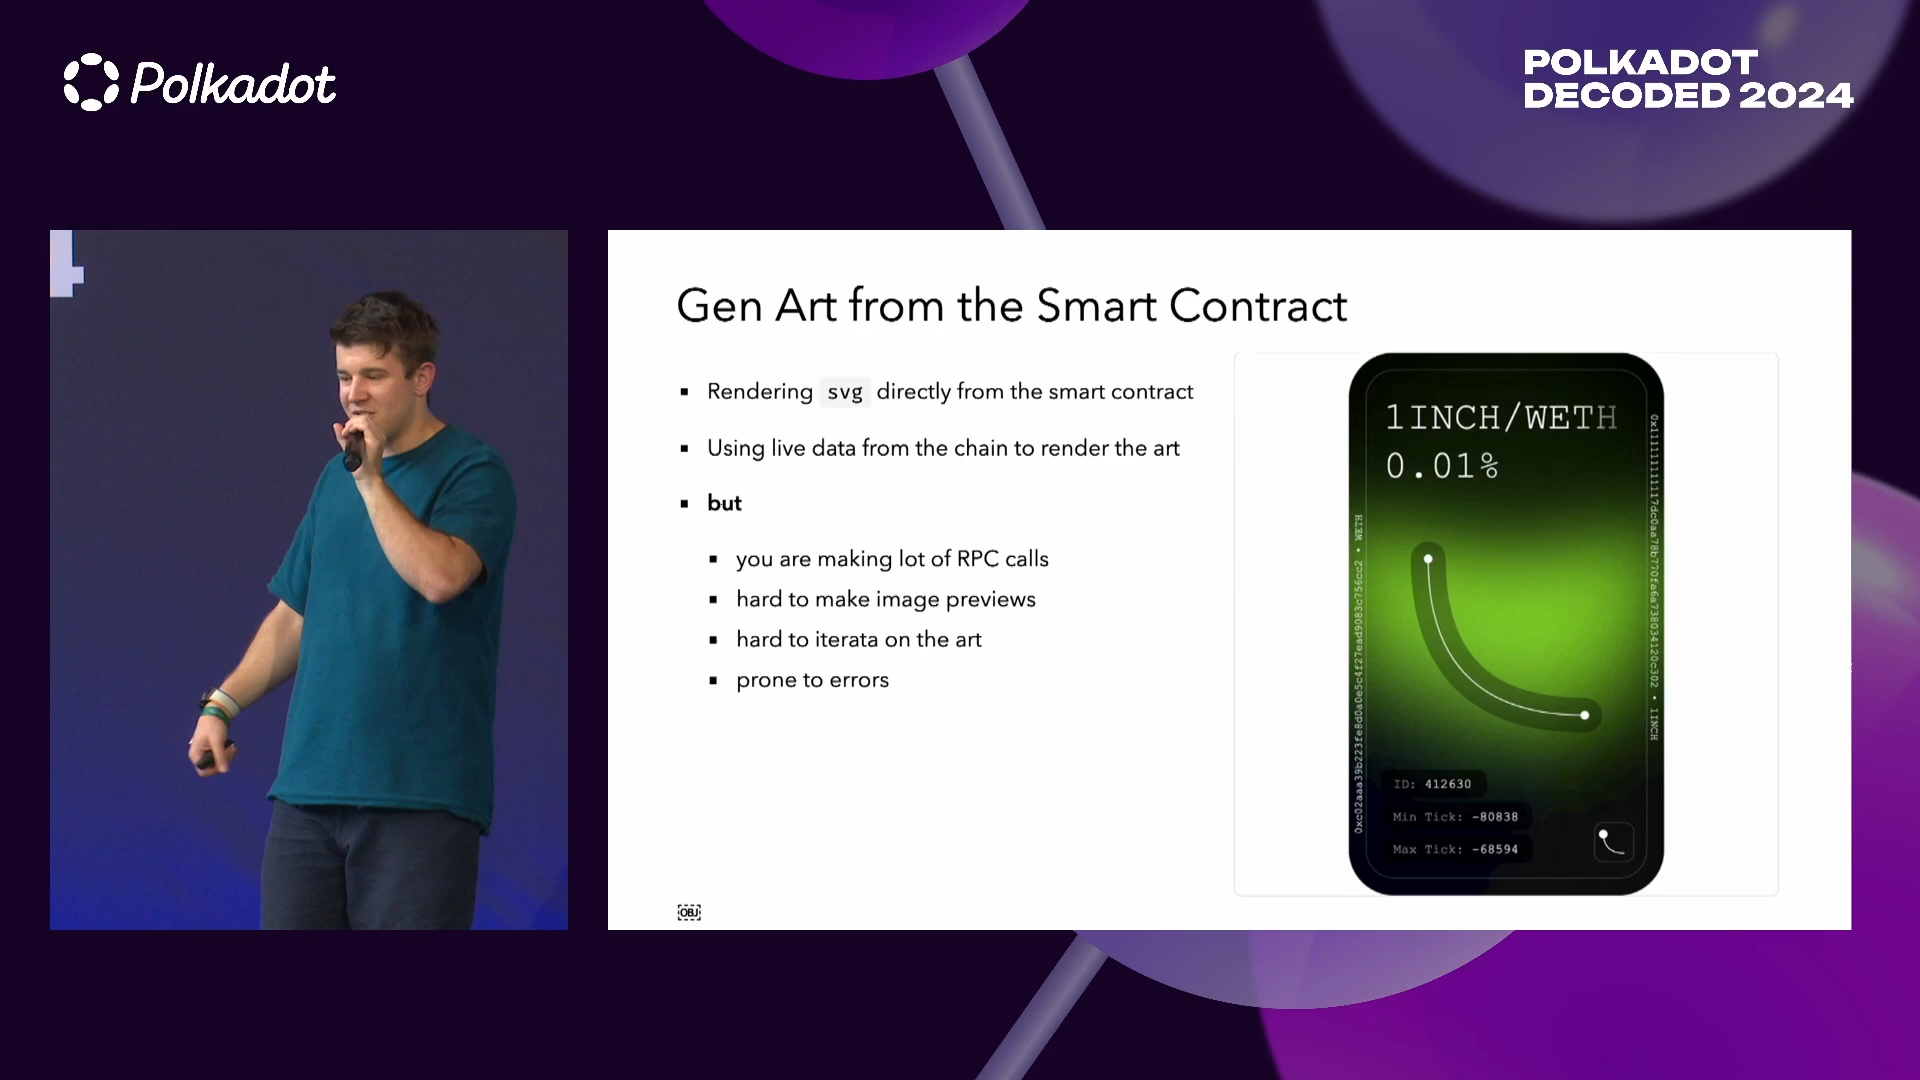 Polkadot
POLKADOT
DECODED 2024
4
Gen Art from the Smart Contract
Rendering svg directly from the smart contract
Using live data from the chain to render the art
but
you are making lot of RPC calls
hard to make image previews
hard to iterata on the art
prone to errors
OBJ
1INCH/WETH
0.01%
ID: 412630
Min Tick: -80838
Max Tick: -68594
• WETH
• 1INCH